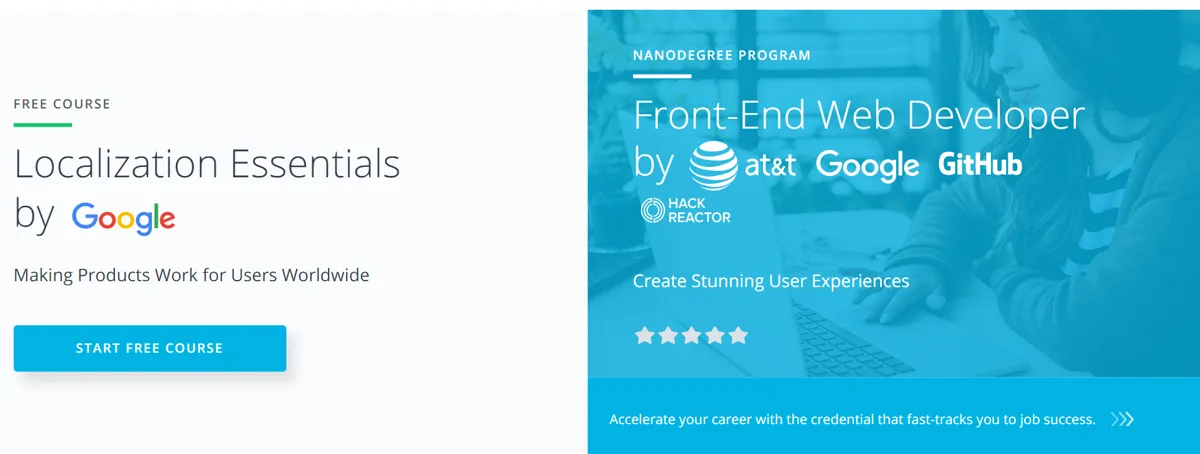 FREE COURSE
Localization Essentials
by Google
Making Products Work for Users Worldwide
START FREE COURSE
NANODEGREE PROGRAM
Front-End Web Developer
by at&t Google GitHub
HACK
REACTOR
Create Stunning User Experiences
Accelerate your career with the credential that fast-tracks you to job success.